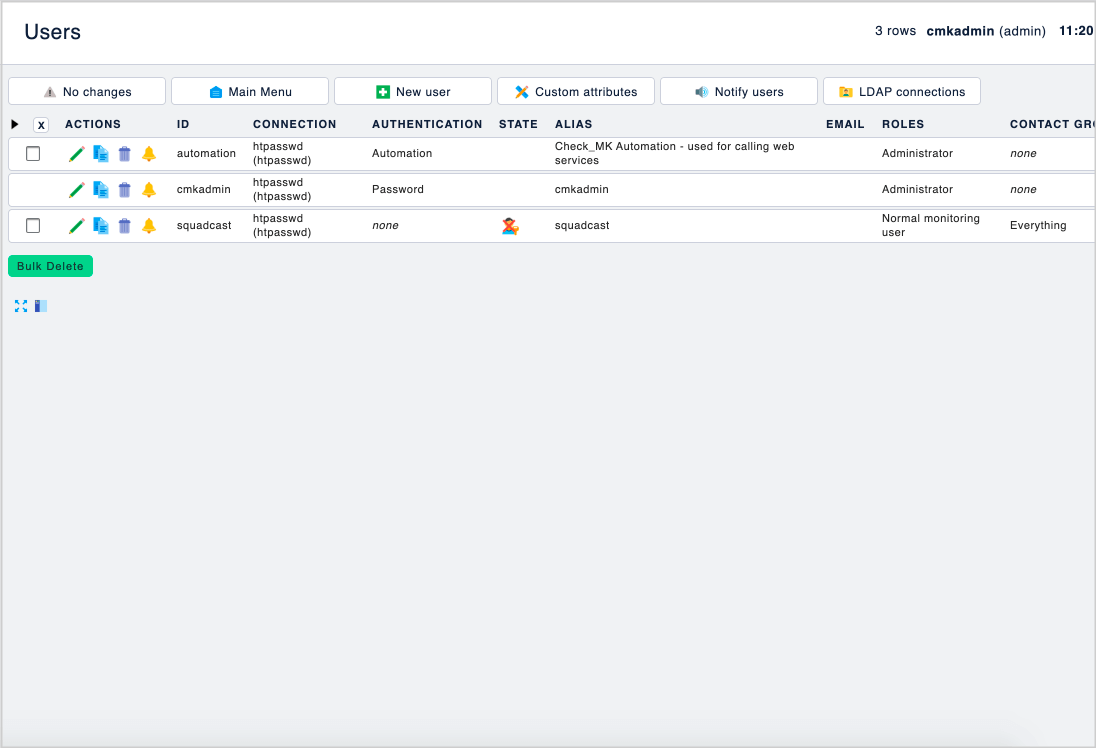 Users
3 rows cmkadmin (admin) 11:20
No changes
Main Menu
New user
Custom attributes
Notify users
LDAP connections
X ACTIONS ID CONNECTION AUTHENTICATION STATE ALIAS EMAIL ROLES CONTACT GRO
automation htpasswd (htpasswd) Automation Check_MK Automation - used for calling web services Administrator none
cmkadmin htpasswd (htpasswd) Password cmkadmin Administrator none
squadcast htpasswd (htpasswd) none squadcast Normal monitoring user Everything
Bulk Delete